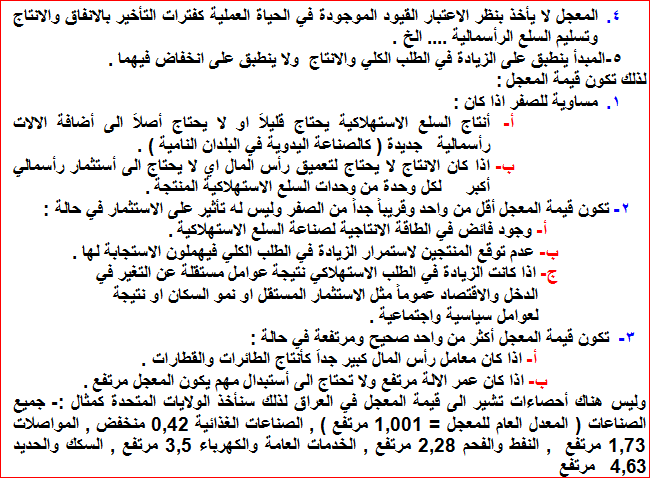 ٤. المعجل لا يأخذ بنظر الاعتبار القيود الموجودة في الحياة العملية كفترات التأخير بالانفاق والانتاج
وتسليم السلع الرأسمالية .... الخ .
٥-المبدأ ينطبق على الزيادة في الطلب الكلي والانتاج ولا ينطبق على انخفاض فيهما .
لذلك تكون قيمة المعجل :
١. مساوية للصفر اذا كان :
أ- أنتاج السلع الاستهلاكية يحتاج قليلاً او لا يحتاج أصلاً الى أضافة الات
رأسمالية جديدة ( كالصناعة اليدوية في البلدان النامية ) .
ب- اذا كان الانتاج لا يحتاج لتعميق رأس المال اي لا يحتاج الى أستثمار رأسمالي
أكبر لكل وحدة من وحدات السلع الاستهلاكية المنتجة .
٢- تكون قيمة المعجل أقل من واحد وقريباً جداً من الصفر وليس له تأثير على الاستثمار في حالة :
أ- وجود فائض في الطاقة الانتاجية لصناعة السلع الاستهلاكية .
ب- عدم توقع المنتجين لاستمرار الزيادة في الطلب الكلي فيهملون الاستجابة لها .
ج- اذا كانت الزيادة في الطلب الاستهلاكي نتيجة عوامل مستقلة عن التغير في
الدخل والاقتصاد عموماً مثل الاستثمار المستقل او نمو السكان او نتيجة
لعوامل سياسية واجتماعية .
٣- تكون قيمة المعجل أكثر من واحد صحيح ومرتفعة في حالة :
أ- اذا كان معامل رأس المال كبير جداً كأنتاج الطائرات والقطارات .
ب- اذا كان عمر الالة مرتفع ولا تحتاج الى أستبدال مهم يكون المعجل مرتفع .
وليس هناك أحصاءات تشير الى قيمة المعجل في العراق لذلك سنأخذ الولايات المتحدة كمثال :- جميع
الصناعات ( المعدل العام للمعجل = 1,001 مرتفع ) , الصناعات الغذائية 0,42 منخفض , المواصلات
1,73 مرتفع , النفط والفحم 2,28 مرتفع , الخدمات العامة والكهرباء 3,5 مرتفع , السكك والحديد
4,63 مرتفع